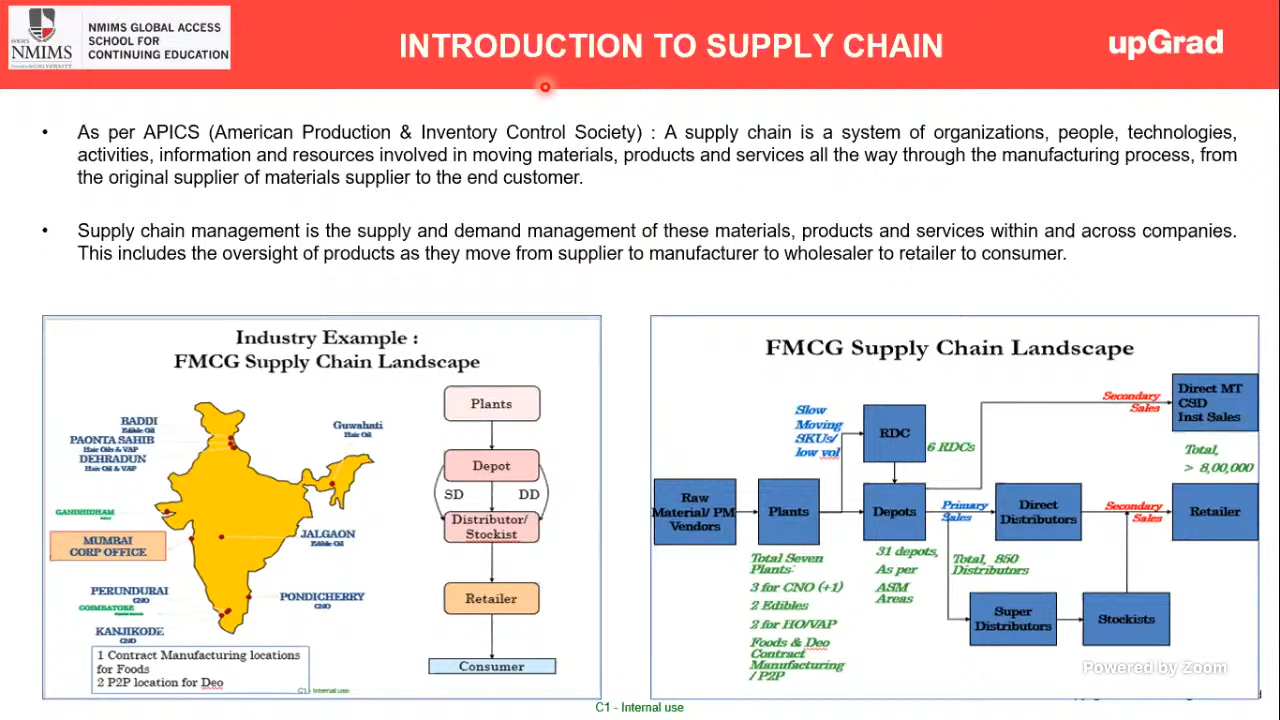 SVKM'S
NMIMS
NMIMS GLOBAL ACCESS
SCHOOL FOR
CONTINUING EDUCATION
INTRODUCTION TO SUPPLY CHAIN
upGrad
• As per APICS (American Production & Inventory Control Society) : A supply chain is a system of organizations, people, technologies,
activities, information and resources involved in moving materials, products and services all the way through the manufacturing process, from
the original supplier of materials supplier to the end customer.
• Supply chain management is the supply and demand management of these materials, products and services within and across companies.
This includes the oversight of products as they move from supplier to manufacturer to wholesaler to retailer to consumer.
Industry Example :
FMCG Supply Chain Landscape
BADDI
Edible Oil
PAONTA SAHIB
Hair Oils & VAP
DEHRADUN
Hair Oil & VAP
Guwahati
Hair Oil
GANDHIDHAM
MUMBAI
CORP OFFICE
JALGAON
Edible Oil
PERUNDURAI
CNO
COIMBATORE
KANJIKODE
CNO
PONDICHERRY
CNO
1 Contract Manufacturing locations
for Foods
2 P2P location for Deo
C1 - Internal use
Plants
Depot
SD
DD
Distributor/
Stockist
Retailer
Consumer
FMCG Supply Chain Landscape
Slow
Moving
SKUs/
low vol
RDC
6 RDCs
Secondary
Sales
Direct MT
CSD
Inst Sales
Total,
> 8,00,000
Raw
Material/ PM
Vendors
Plants
Depots
Primary
Sales
Direct
Distributors
Secondary
Sales
Retailer
Total Seven
Plants:
3 for CNO (+1)
2 Edibles
2 for HO/VAP
Foods & Deo
Contract
Manufacturing
/ P2P
31 depots,
As per
ASM
Areas
Total, 850
Distributors
Super
Distributors
Stockists
Powered by Zoom
C1 - Internal use